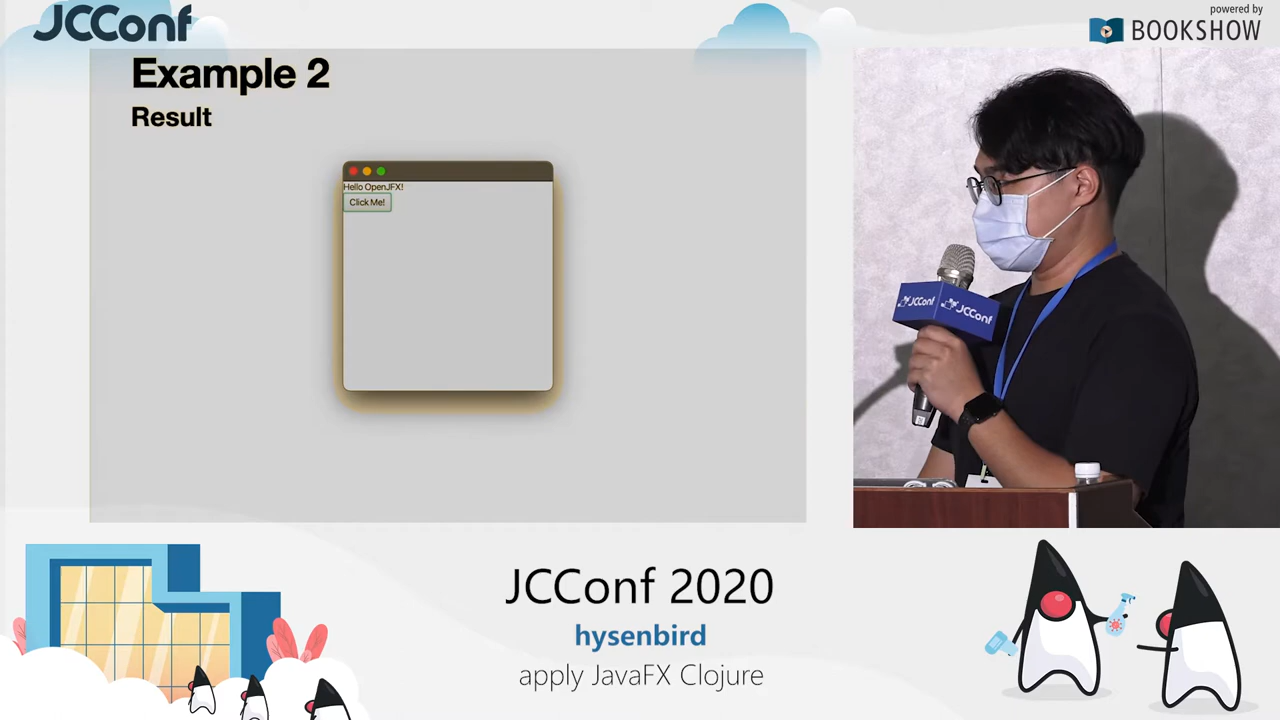 JCConf
powered by
BOOKSHOW
Example 2
Result
Hello OpenJFX!
Click Me!
JCConf
JCConf
JCConf 2020
hysenbird
apply JavaFX Clojure